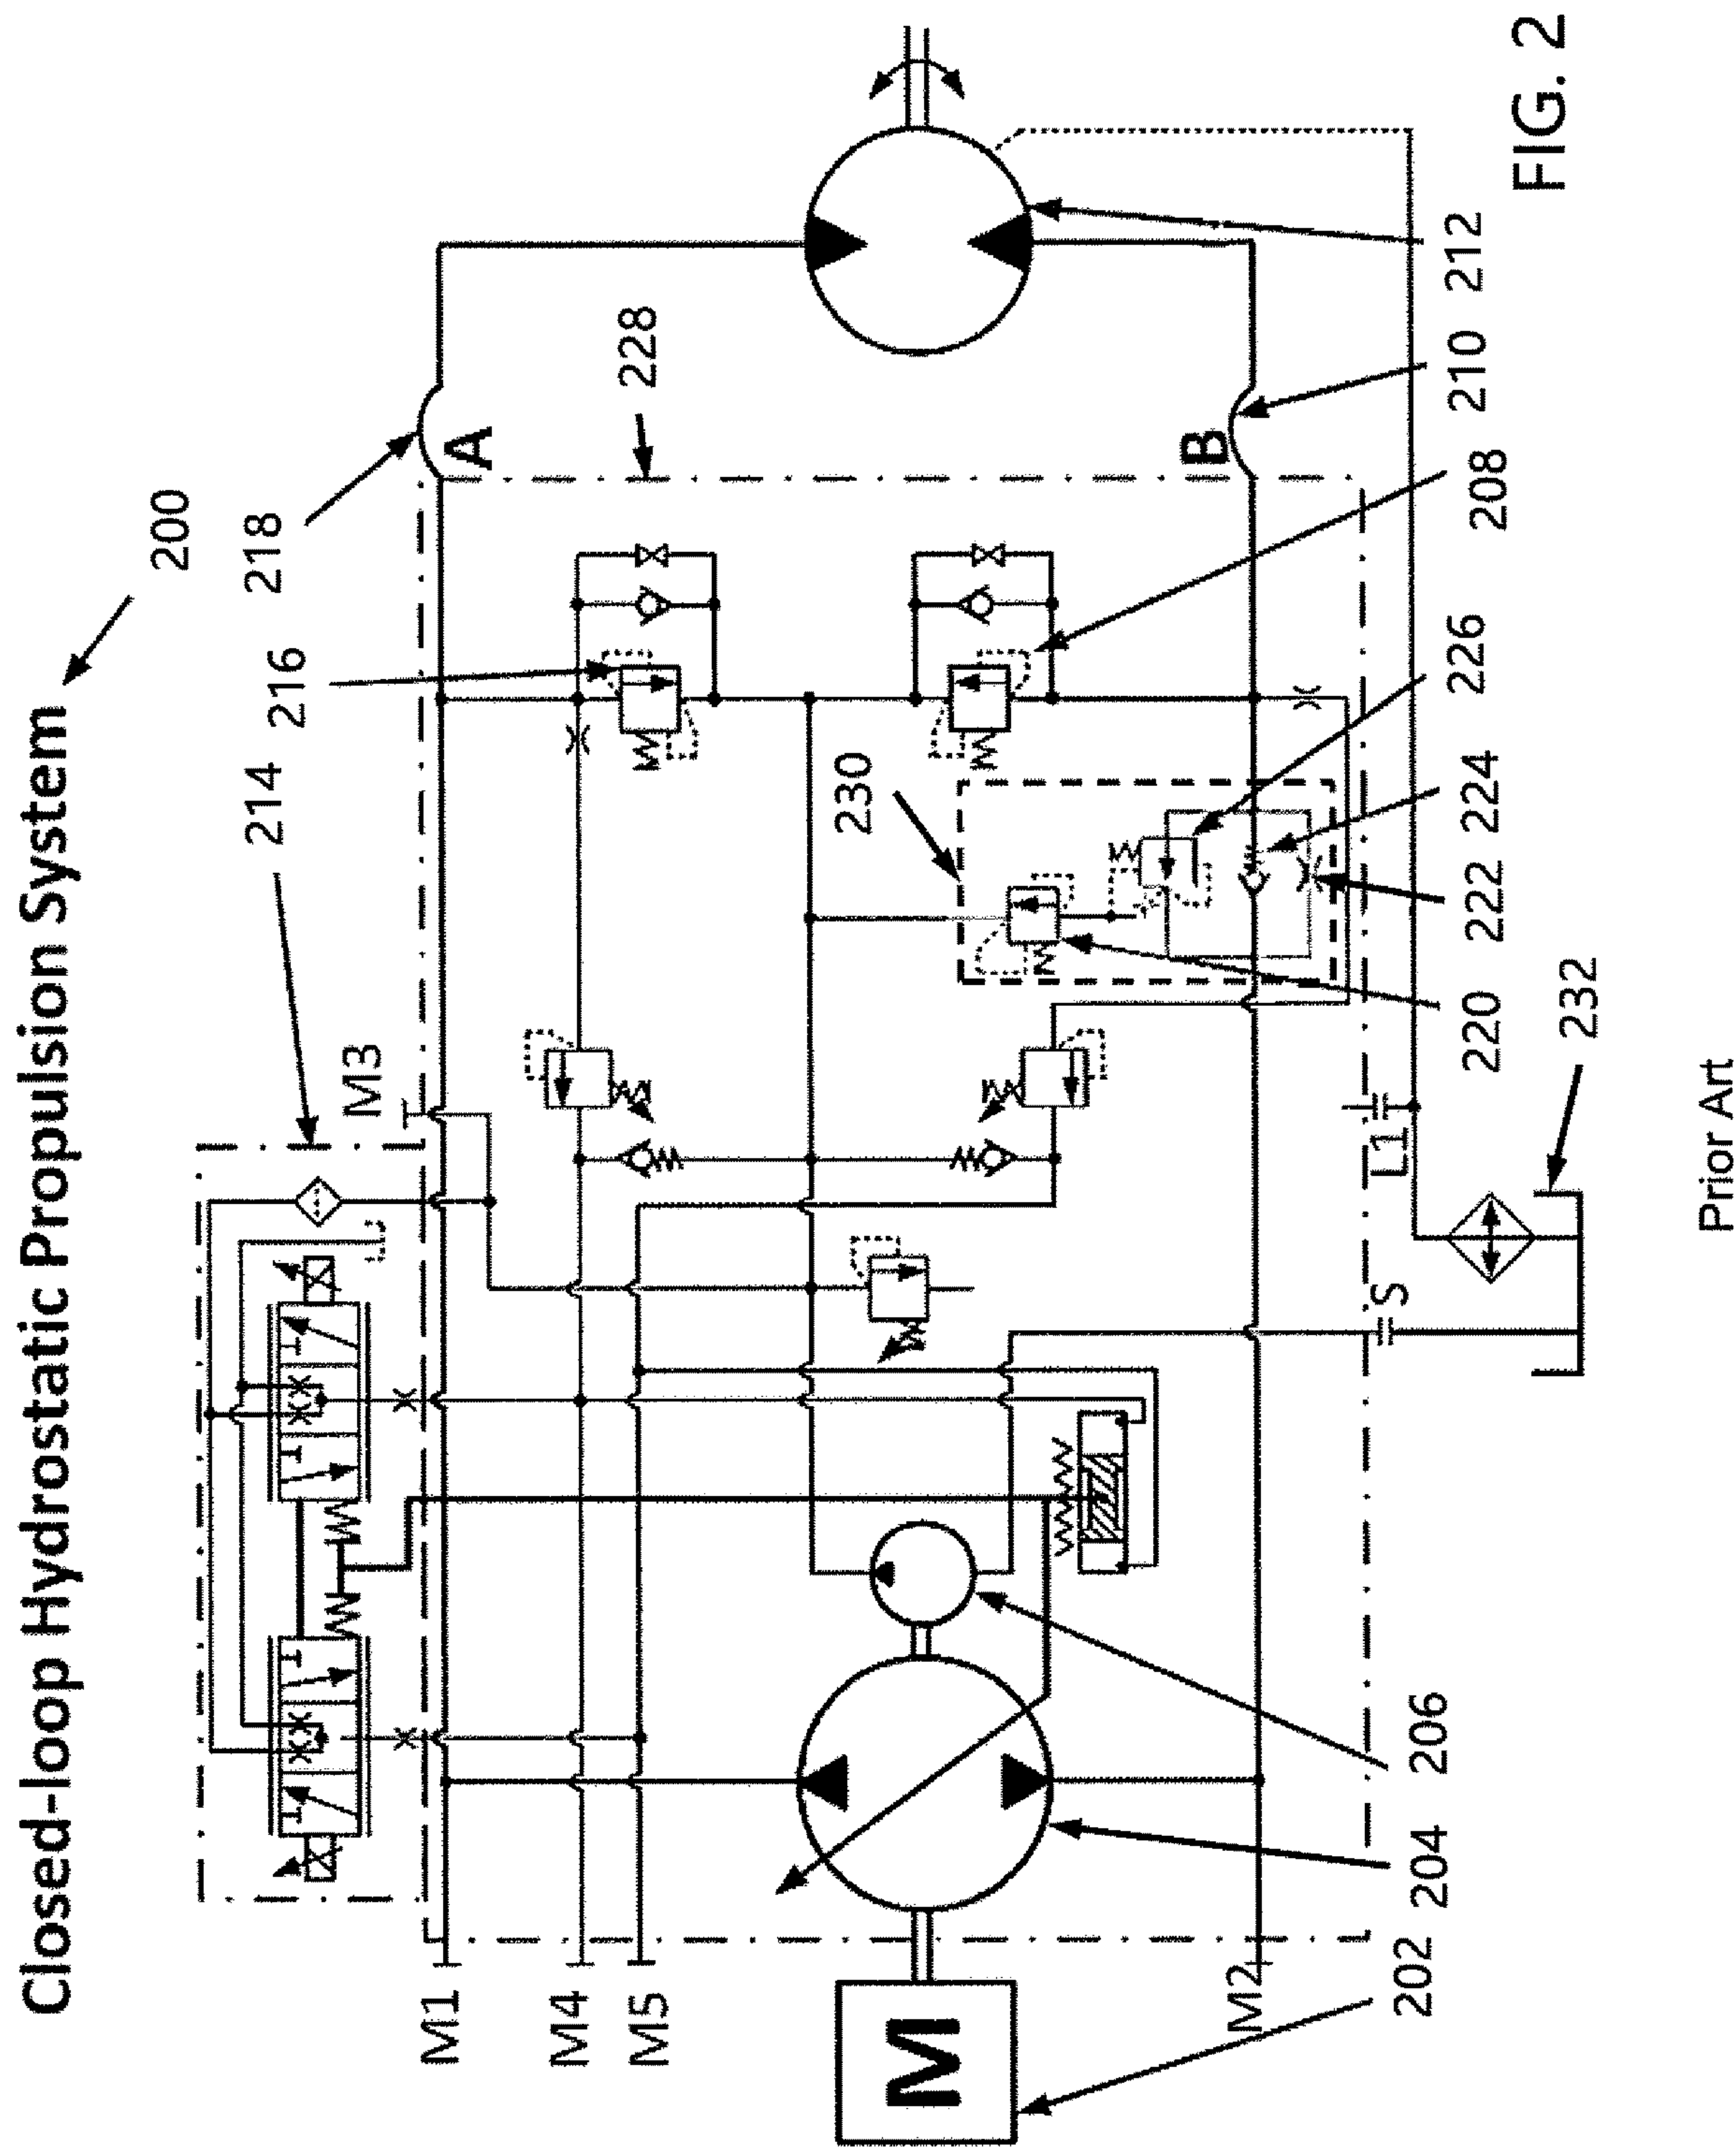 Closed-loop Hydrostatic Propulsion System
200
214
216
218
M3
228
A
M1
M4
M5
M
230
B
M2
S
L1
202
204
206
232
220
222
224
226
208
210
212
Prior Art
FIG. 2